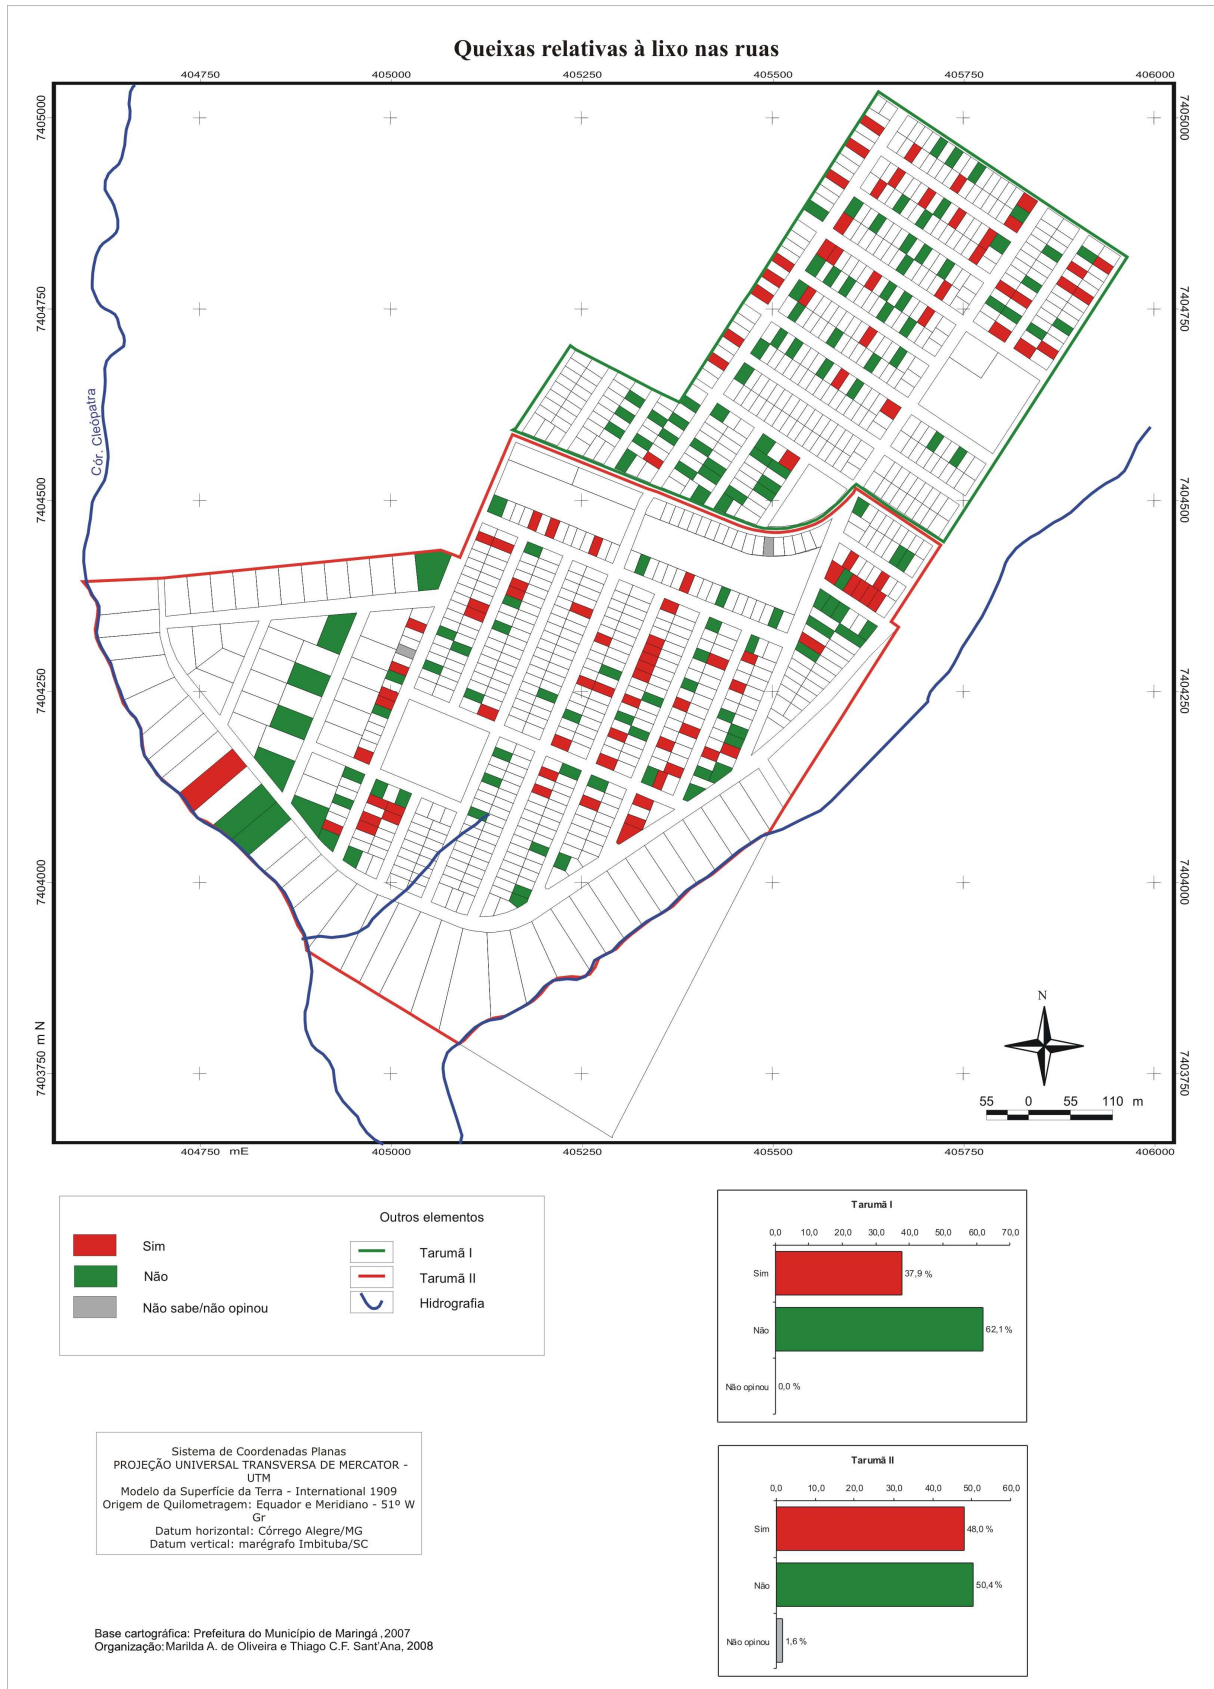 Queixas relativas à lixo nas ruas
404750 405000 405250 405500 405750 406000
7405000
7404750
7404500
7404250
7404000
7403750 m N
7405000
7404750
7404500
7404250
7404000
7403750
Cór. Cleópatra
N
55 0 55 110 m
404750 mE 405000 405250 405500 405750 406000
Sim
Não
Não sabe/não opinou
Outros elementos
Tarumã I
Tarumã II
Hidrografia
Tarumã I
0,0 10,0 20,0 30,0 40,0 50,0 60,0 70,0
Sim 37,9 %
Não 62,1 %
Não opinou 0,0 %
Tarumã II
0,0 10,0 20,0 30,0 40,0 50,0 60,0
Sim 48,0 %
Não 50,4 %
Não opinou 1,6 %
Sistema de Coordenadas Planas
PROJEÇÃO UNIVERSAL TRANSVERSA DE MERCATOR -
UTM
Modelo da Superfície da Terra - International 1909
Origem de Quilometragem: Equador e Meridiano - 51º W
Gr
Datum horizontal: Córrego Alegre/MG
Datum vertical: marégrafo Imbituba/SC
Base cartográfica: Prefeitura do Município de Maringá, 2007
Organização: Marilda A. de Oliveira e Thiago C.F. Sant'Ana, 2008